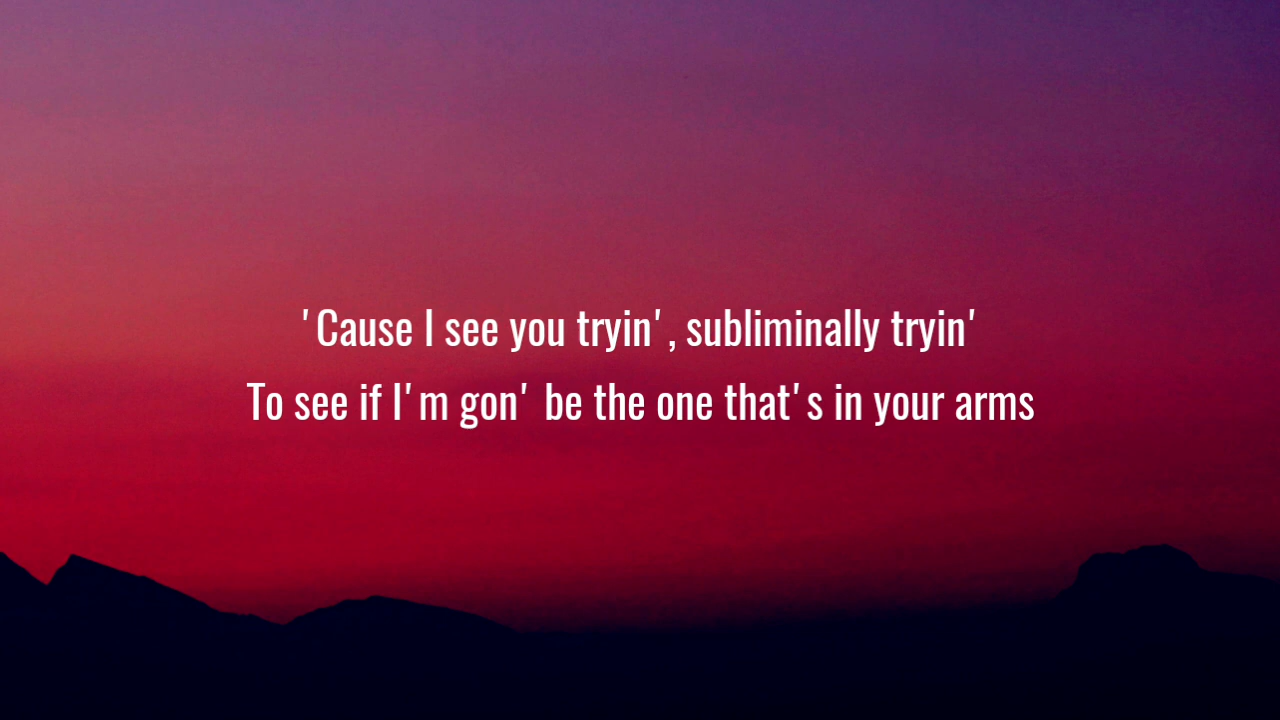 'Cause I see you tryin', subliminally tryin'
To see if I'm gon' be the one that's in your arms